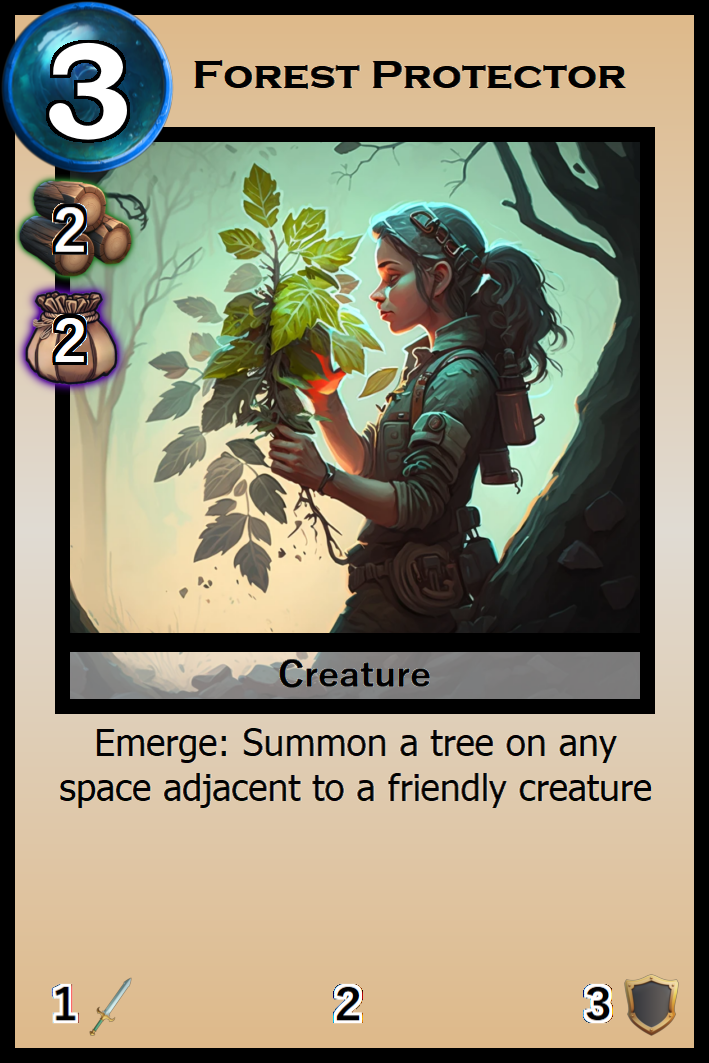 3
Forest Protector
2
2
Creature
Emerge: Summon a tree on any
space adjacent to a friendly creature
1 2 3